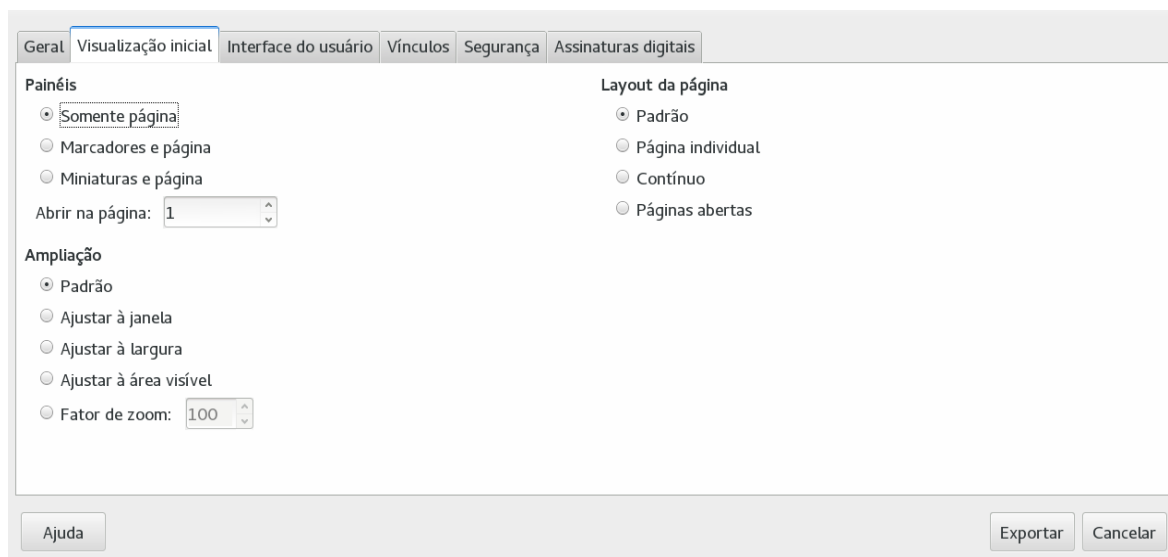 Geral Visualização inicial Interface do usuário Vínculos Segurança Assinaturas digitais
Painéis
Somente página
Marcadores e página
Miniaturas e página
Abrir na página: 1
Ampliação
Padrão
Ajustar à janela
Ajustar à largura
Ajustar à área visível
Fator de zoom: 100
Layout da página
Padrão
Página individual
Contínuo
Páginas abertas
Ajuda Exportar Cancelar